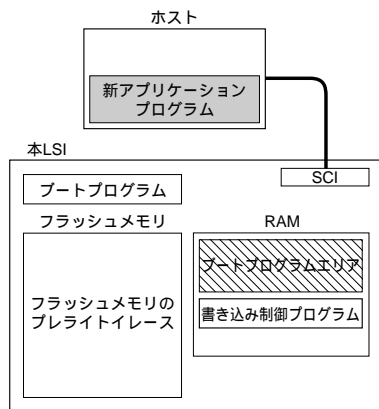 ホスト
新アプリケーション
プログラム
本LSI
SCI
ブートプログラム
フラッシュメモリ
RAM
ブートプログラムエリア
フラッシュメモリの
プレライトイレース
書き込み制御プログラム